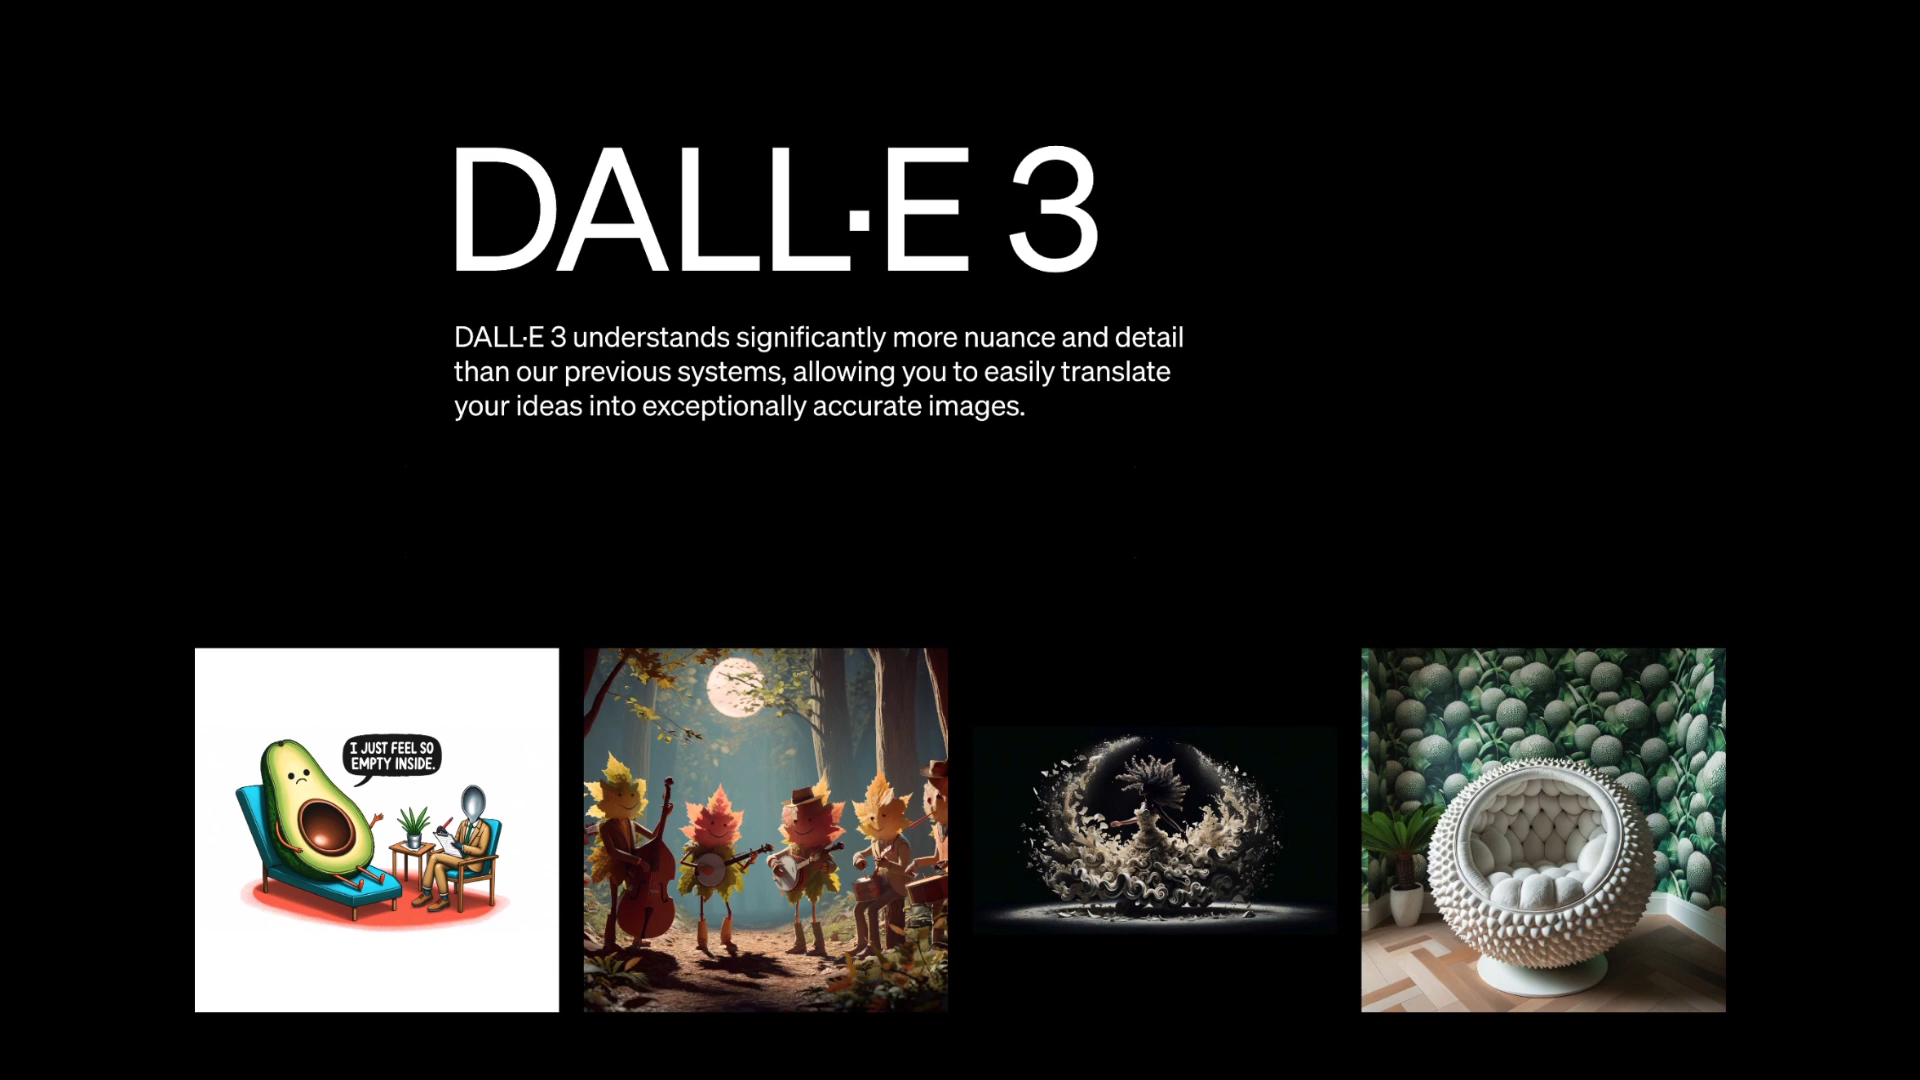 DALL·E 3
DALL·E 3 understands significantly more nuance and detail
than our previous systems, allowing you to easily translate
your ideas into exceptionally accurate images.
I JUST FEEL SO
EMPTY INSIDE.